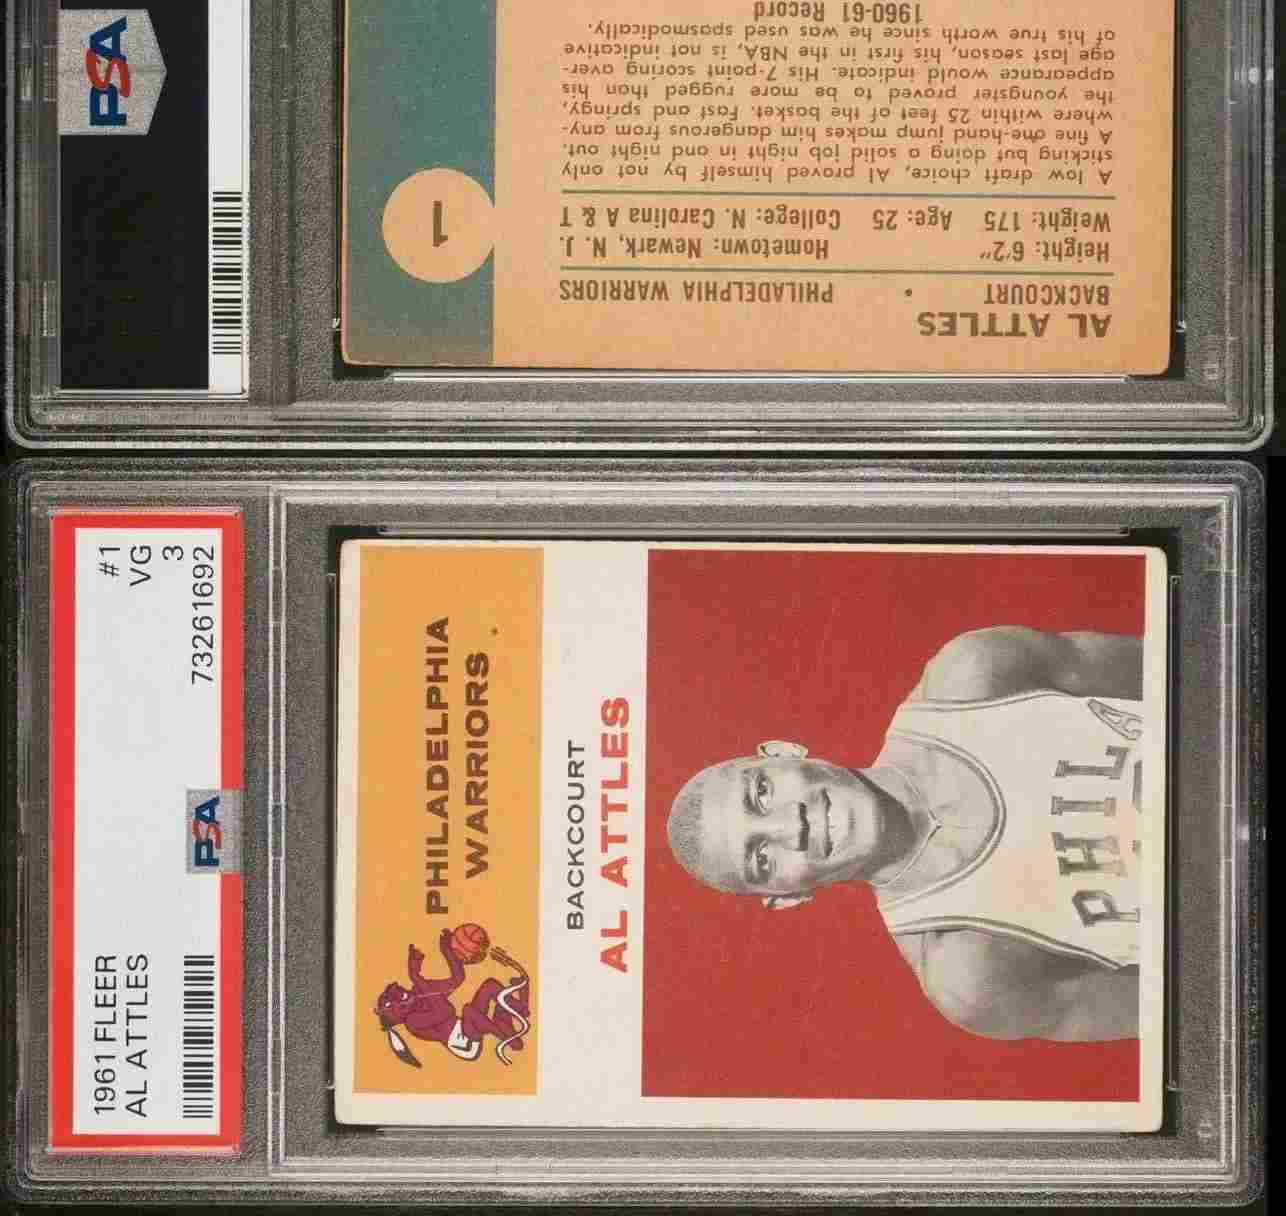 1961 FLEER
#1
AL ATTLES
VG
3
73261692
PSA
PHILADELPHIA
WARRIORS
BACKCOURT
AL ATTLES
PHILA
PSA
1
AL ATTLES
BACKCOURT • PHILADELPHIA WARRIORS
Height: 6'2" Hometown: Newark, N. J.
Weight: 175 Age: 25 College: N. Carolina A & T
A low draft choice, Al proved himself by not only
sticking but doing a solid job night in and night out.
A fine one-hand jump makes him dangerous from any-
where within 25 feet of the basket. Fast and springy,
the youngster proved to be more rugged than his
appearance would indicate. His 7-point scoring aver-
age last season, his first in the NBA, is not indicative
of his true worth since he was used spasmodically.
1960-61 Record